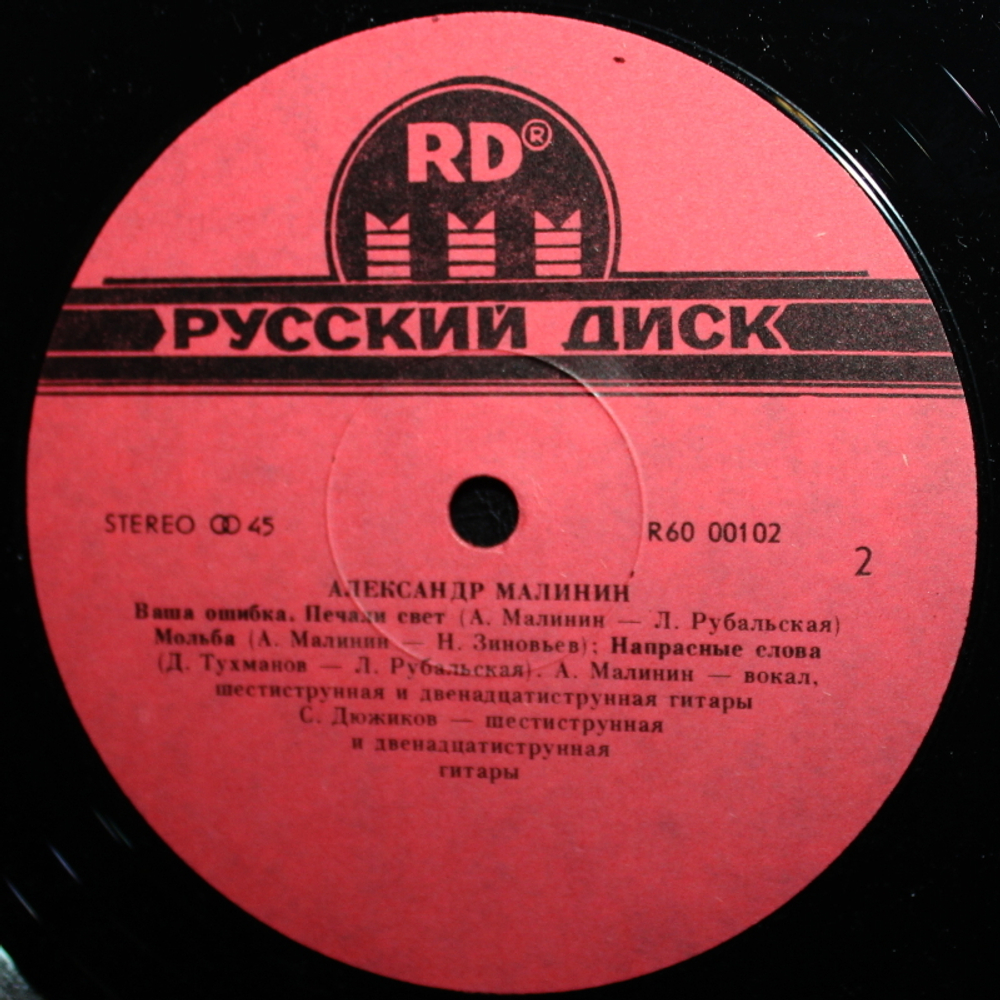 RD®
РУССКИЙ ДИСК
STEREO 45
R60 00102
2
АЛЕКСАНДР МАЛИНИН
Ваша ошибка. Печали свет (А. Малинин — Л. Рубальская)
Мольба (А. Малинин — Н. Зиновьев); Напрасные слова
(Д. Тухманов — Л. Рубальская). А. Малинин — вокал,
шестиструнная и двенадцатиструнная гитары
С. Дюжиков — шестиструнная
и двенадцатиструнная
гитары